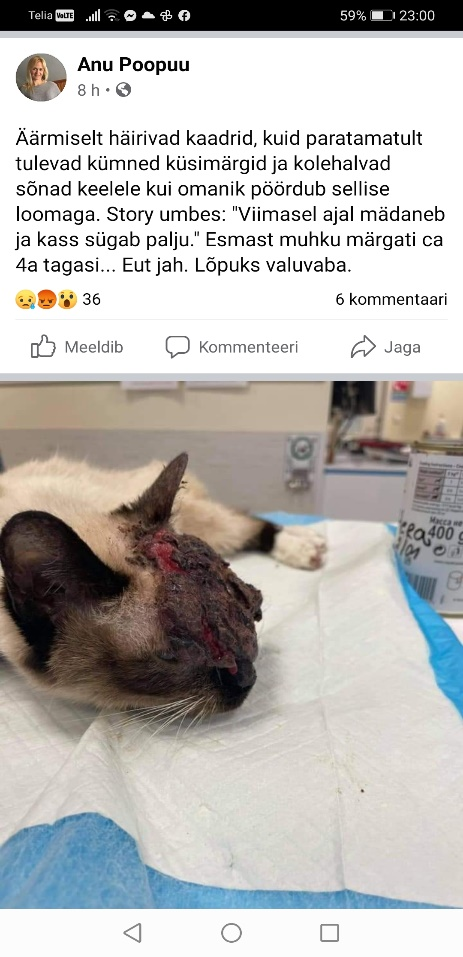 Telia VoLTE 59% 23:00
Anu Poopuu
8 h
Äärmiselt häirivad kaadrid, kuid paratamatult
tulevad kümned küsimärgid ja kolehalvad
sõnad keelele kui omanik pöördub sellise
loomaga. Story umbes: "Viimasel ajal mädaneb
ja kass sügab palju." Esmast muhku märgati ca
4a tagasi... Eut jah. Lõpuks valuvaba.
36 6 kommentaari
Meeldib Kommenteeri Jaga
Масса не
400 g